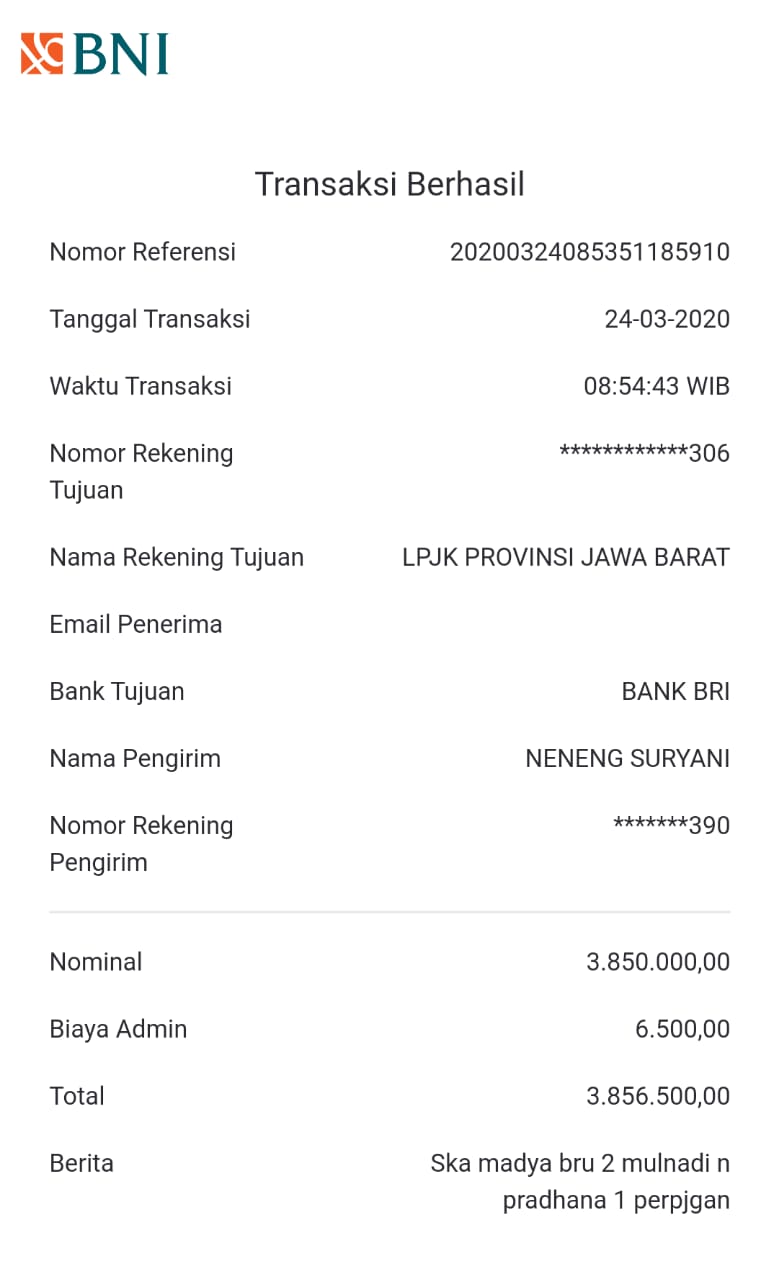 BNI
Transaksi Berhasil
Nomor Referensi 20200324085351185910
Tanggal Transaksi 24-03-2020
Waktu Transaksi 08:54:43 WIB
Nomor Rekening Tujuan ************306
Nama Rekening Tujuan LPJK PROVINSI JAWA BARAT
Email Penerima
Bank Tujuan BANK BRI
Nama Pengirim NENENG SURYANI
Nomor Rekening Pengirim *******390
Nominal 3.850.000,00
Biaya Admin 6.500,00
Total 3.856.500,00
Berita Ska madya bru 2 mulnadi n
pradhana 1 perpjgan